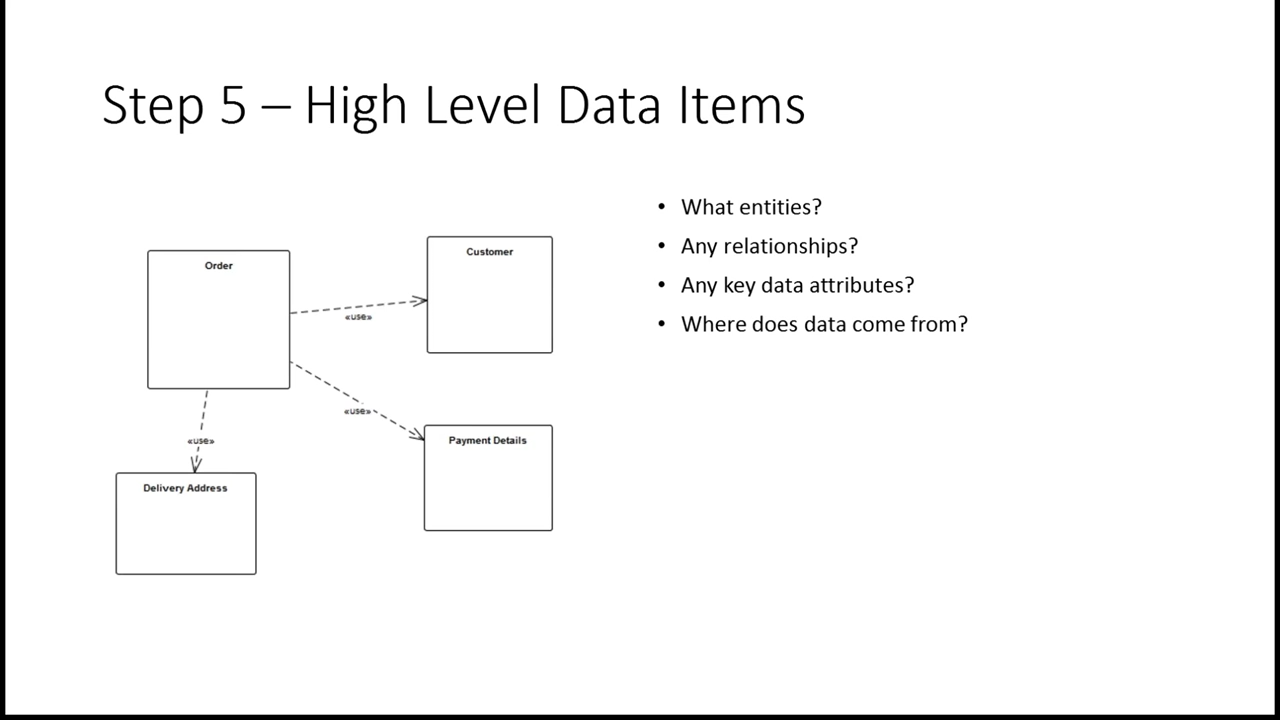 Step 5 – High Level Data Items
• What entities?
• Any relationships?
• Any key data attributes?
• Where does data come from?
Order
Customer
«use»
«use»
«use»
Payment Details
Delivery Address